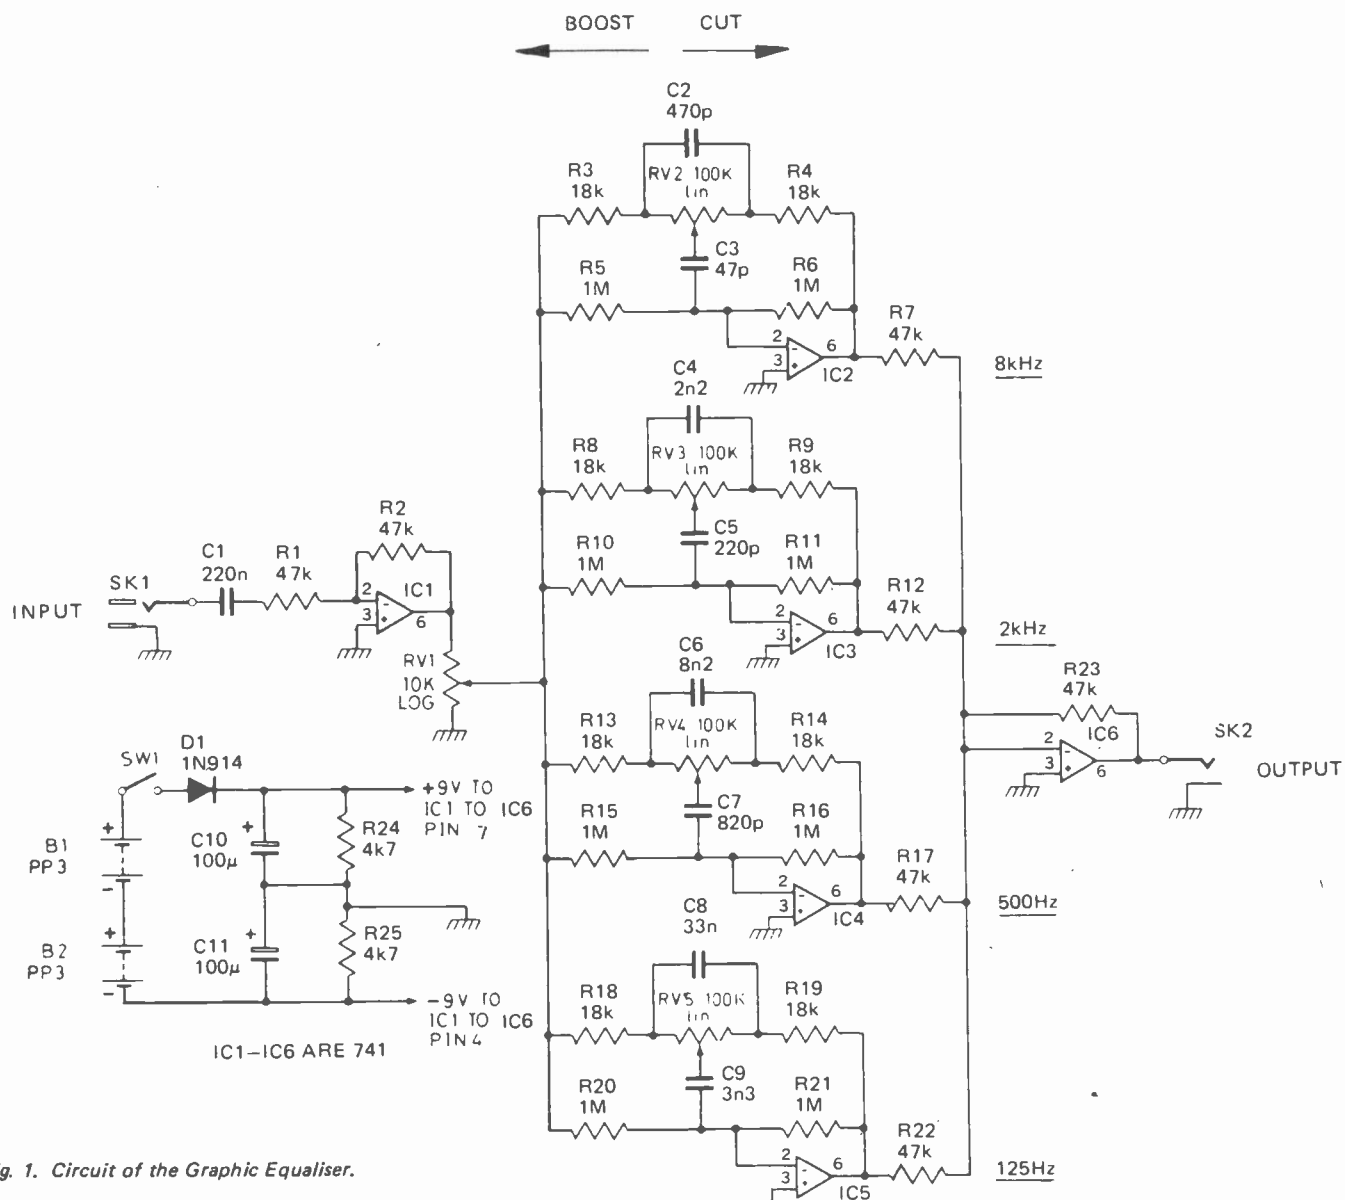 BOOST CUT
C2
470p
R3
18k
RV2 100K
lin
R4
18k
C3
47p
R5
1M
R6
1M
2
3
6
IC2
R7
47k
8kHz
C4
2n2
R8
18k
RV3 100K
lin
R9
18k
C5
220p
R10
1M
R11
1M
2
3
6
IC3
R12
47k
2kHz
INPUT
SK1
C1
220n
R1
47k
R2
47k
2
3
6
IC1
RV1
10K
LOG
C6
8n2
R13
18k
RV4 100K
lin
R14
18k
C7
820p
R15
1M
R16
1M
2
3
6
IC4
R17
47k
500Hz
R23
47k
IC6
2
3
6
SK2
OUTPUT
SW1
D1
1N914
+9V TO
IC1 TO IC6
PIN 7
B1
PP3
+
-
+
C10
100μ
R24
4k7
B2
PP3
+
-
+
C11
100μ
R25
4k7
-9V TO
IC1 TO IC6
PIN4
IC1-IC6 ARE 741
C8
33n
R18
18k
RV5 100K
lin
R19
18k
C9
3n3
R20
1M
R21
1M
2
3
6
IC5
R22
47k
125Hz
g. 1. Circuit of the Graphic Equaliser.